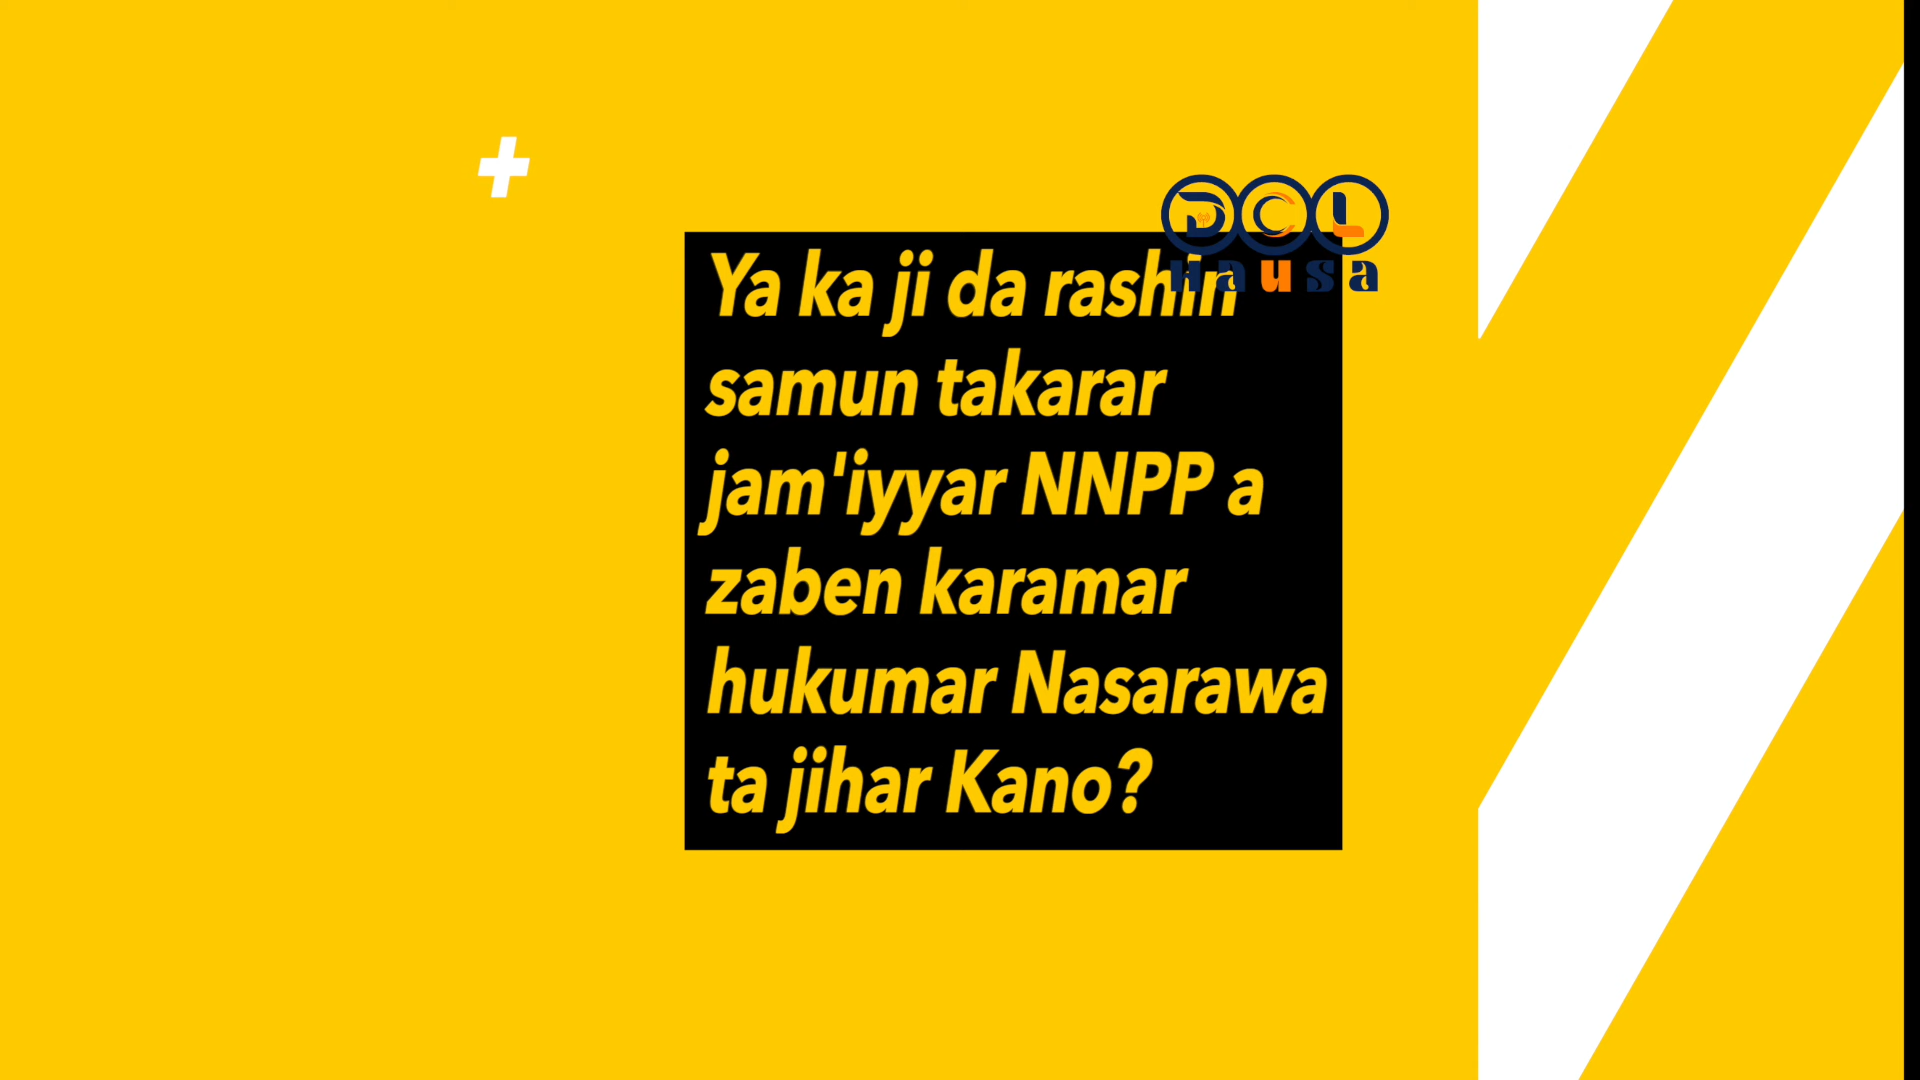 DCL
Hausa
Ya ka ji da rashin
samun takarar
jam'iyyar NNPP a
zaben karamar
hukumar Nasarawa
ta jihar Kano?